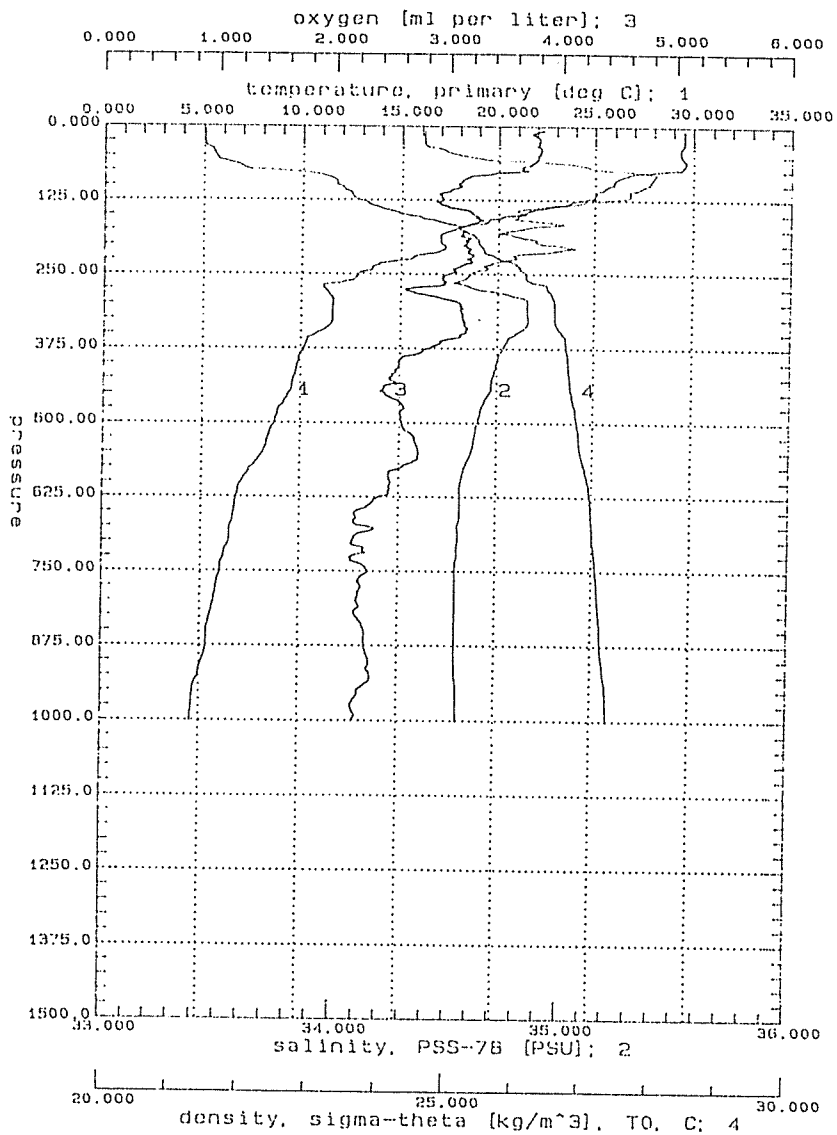 oxygen [ml per liter]; 3
0.000 1.000 2.000 3.000 4.000 5.000 6.000
temperature, primary [deg C]; 1
0.000 5.000 10.000 15.000 20.000 25.000 30.000 35.000
0.000
125.00
250.00
375.00
1 3 2 4
500.00
pressure
625.00
750.00
875.00
1000.0
1125.0
1250.0
1375.0
1500.0
33.000 34.000 35.000 36.000
salinity, PSS-78 [PSU]; 2
20.000 25.000 30.000
density, sigma-theta [kg/m^3], T0, C; 4